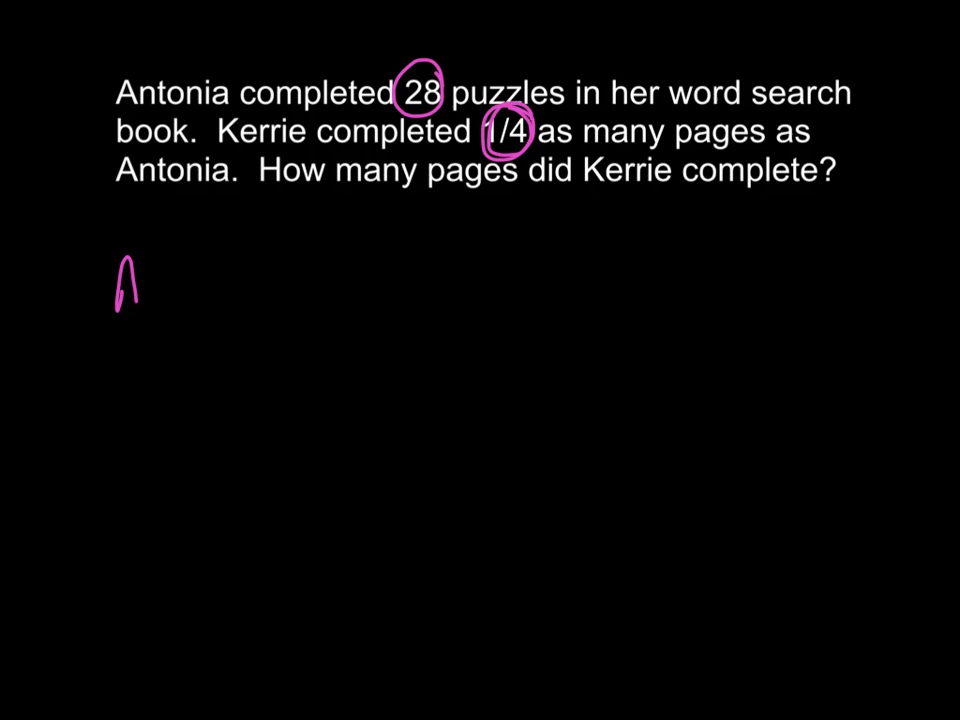 Antonia completed 28 puzzles in her word search
book. Kerrie completed 1/4 as many pages as
Antonia. How many pages did Kerrie complete?